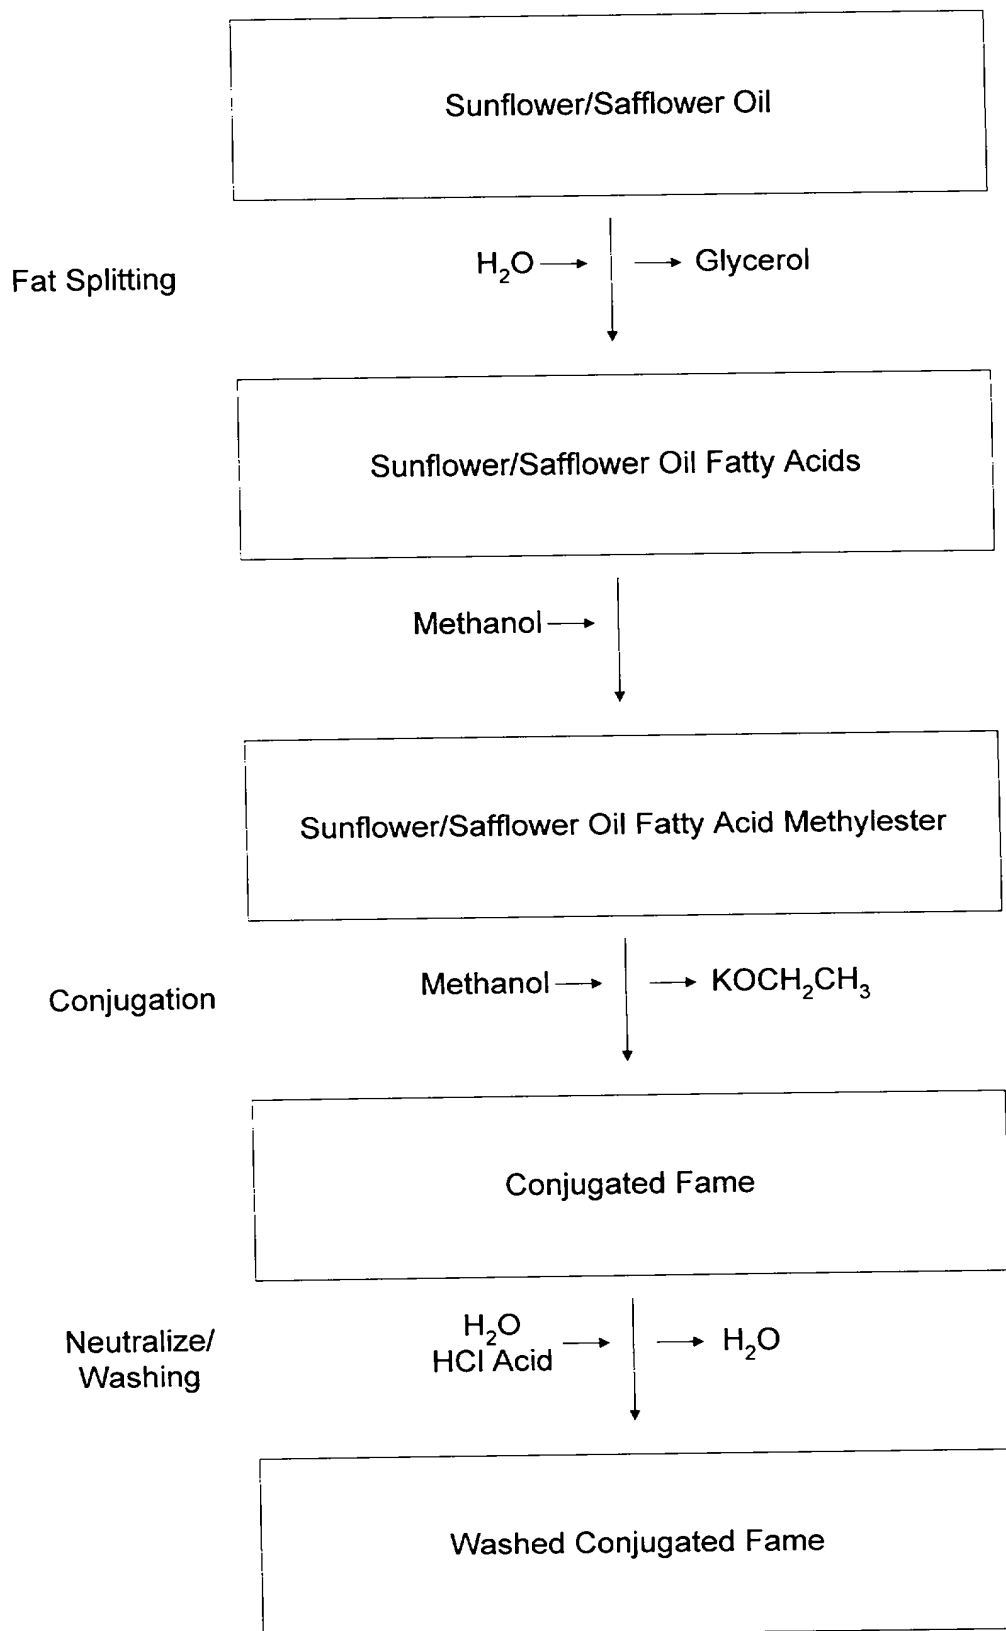 Sunflower/Safflower Oil
Fat Splitting
H₂O
Glycerol
Sunflower/Safflower Oil Fatty Acids
Methanol
Sunflower/Safflower Oil Fatty Acid Methylester
Conjugation
Methanol
KOCH₂CH₃
Conjugated Fame
Neutralize/
Washing
H₂O
HCl Acid
H₂O
Washed Conjugated Fame